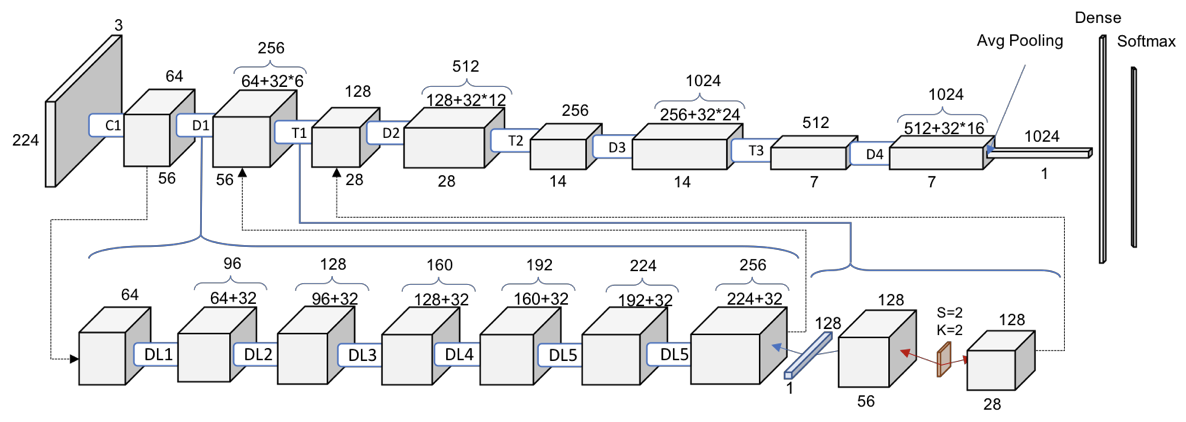 3
224
C1
64
56
D1
256
64+32*6
56
T1
128
28
D2
512
128+32*12
28
T2
256
14
D3
1024
256+32*24
14
T3
512
7
D4
1024
512+32*16
7
Avg Pooling
1024
1
Dense
Softmax
64
DL1
96
64+32
DL2
128
96+32
DL3
160
128+32
DL4
192
160+32
DL5
224
192+32
DL5
256
224+32
128
1
128
56
S=2
K=2
128
28